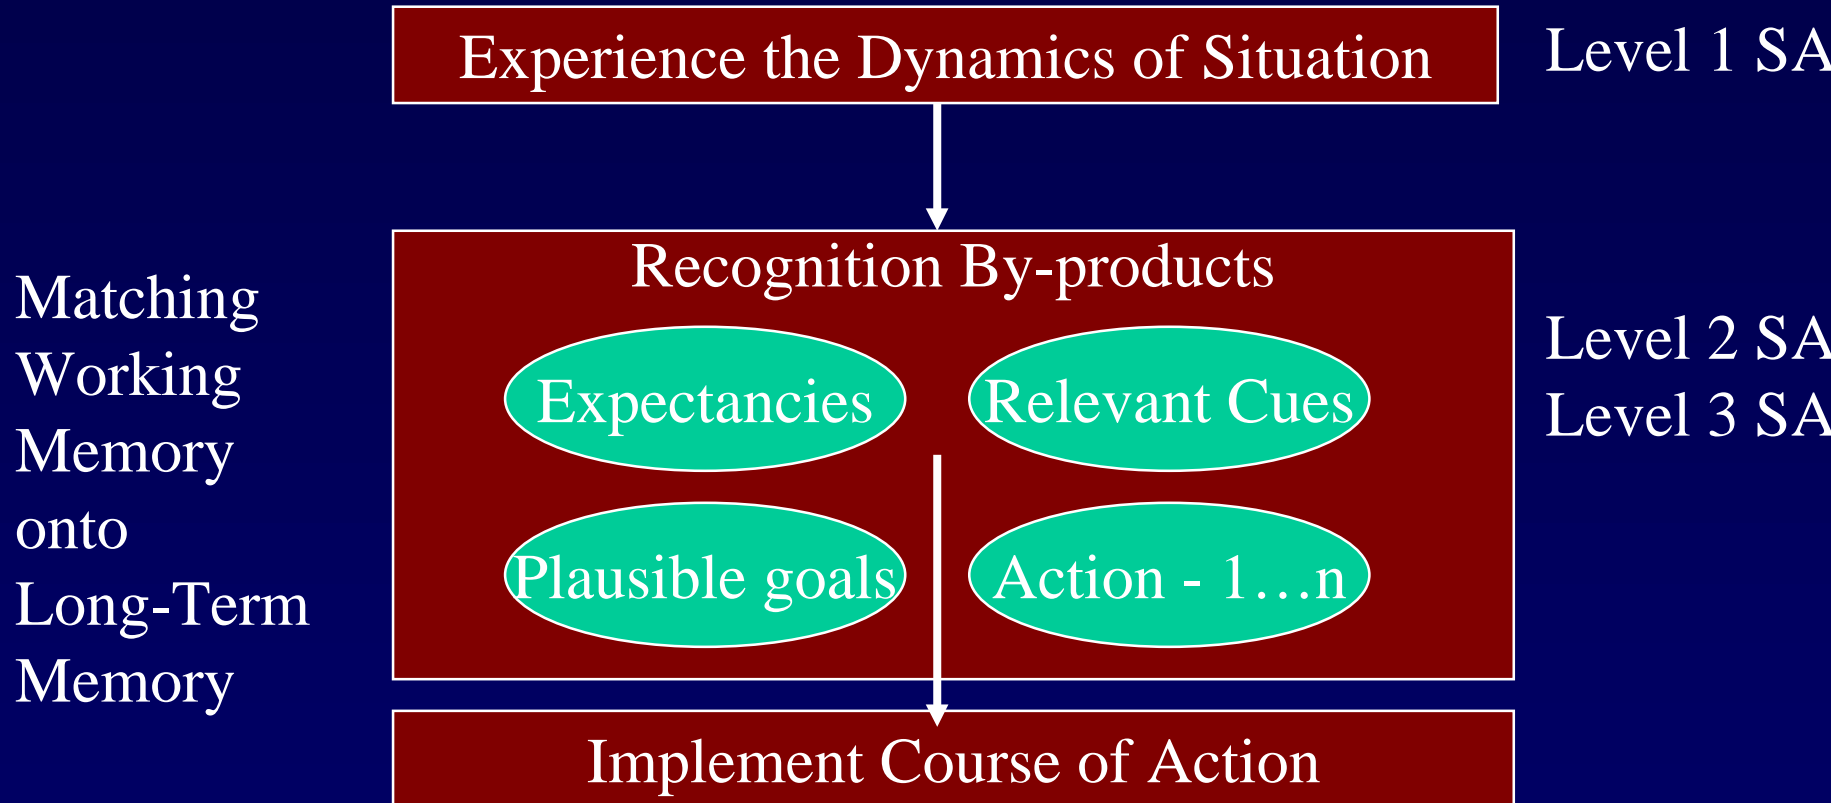 Experience the Dynamics of Situation
Level 1 SA
Matching
Working
Memory
onto
Long-Term
Memory
Recognition By-products
Expectancies
Relevant Cues
Plausible goals
Action - 1…n
Level 2 SA
Level 3 SA
Implement Course of Action